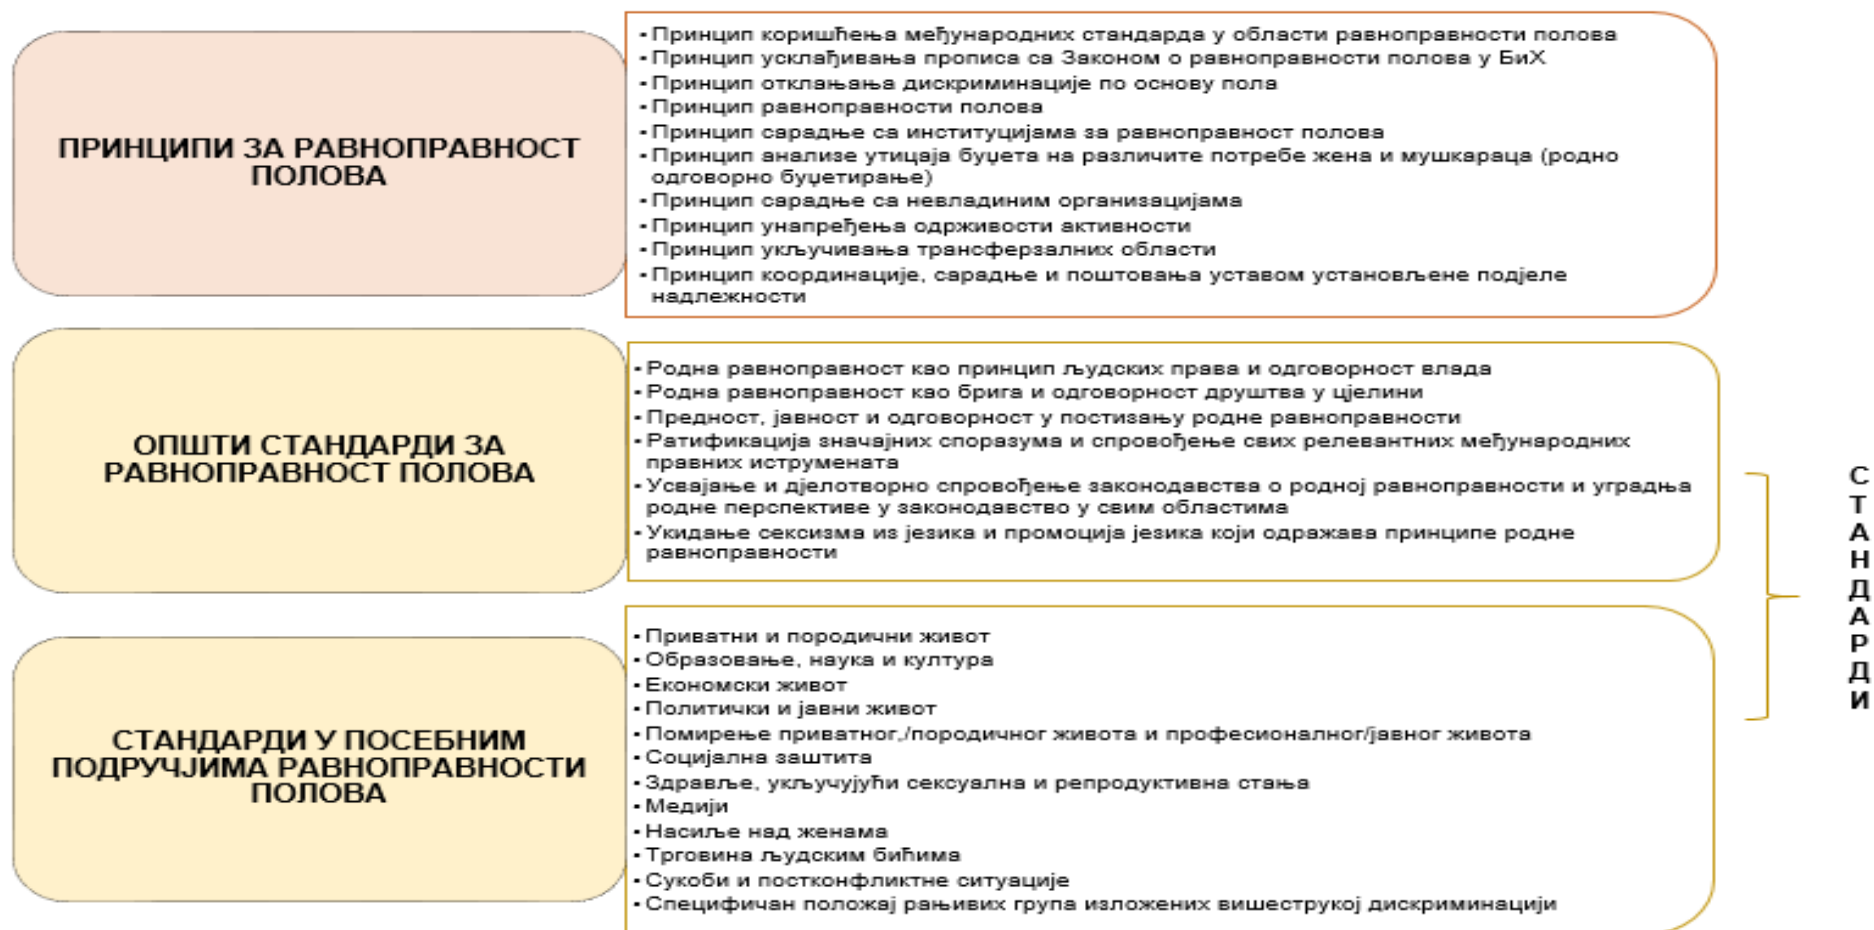 ПРИНЦИПИ ЗА РАВНОПРАВНОСТ
ПОЛОВА
• Принцип коришћења међународних стандарда у области равноправности полова
• Принцип усклађивања прописа са Законом о равноправности полова у БиХ
• Принцип отклањања дискриминације по основу пола
• Принцип равноправности полова
• Принцип сарадње са институцијама за равноправност полова
• Принцип анализе утицаја буџета на различите потребе жена и мушкараца (родно
одговорно буџетирање)
• Принцип сарадње са невладиним организацијама
• Принцип унапређења одрживости активности
• Принцип укључивања трансферзалних области
• Принцип координације, сарадње и поштовања уставом установљене подјеле
надлежности
ОПШТИ СТАНДАРДИ ЗА
РАВНОПРАВНОСТ ПОЛОВА
• Родна равноправност као принцип људских права и одговорност влада
• Родна равноправност као брига и одговорност друштва у цјелини
• Предност, јавност и одговорност у постизању родне равноправности
• Ратификација значајних споразума и спровођење свих релевантних међународних
правних иструмената
• Усвајање и дјелотворно спровођење законодавства о родној равноправности и уградња
родне перспективе у законодавство у свим областима
• Укидање сексизма из језика и промоција језика који одражава принципе родне
равноправности
СТАНДАРДИ У ПОСЕБНИМ
ПОДРУЧЈИМА РАВНОПРАВНОСТИ
ПОЛОВА
• Приватни и породични живот
• Образовање, наука и култура
• Економски живот
• Политички и јавни живот
• Помирење приватног,/породичног живота и професионалног/јавног живота
• Социјална заштита
• Здравље, укључујући сексуална и репродуктивна стања
• Медији
• Насиље над женама
• Трговина људским бићима
• Сукоби и постконфликтне ситуације
• Специфичан положај рањивих група изложених вишеструкој дискриминацији
С
Т
А
Н
Д
А
Р
Д
И